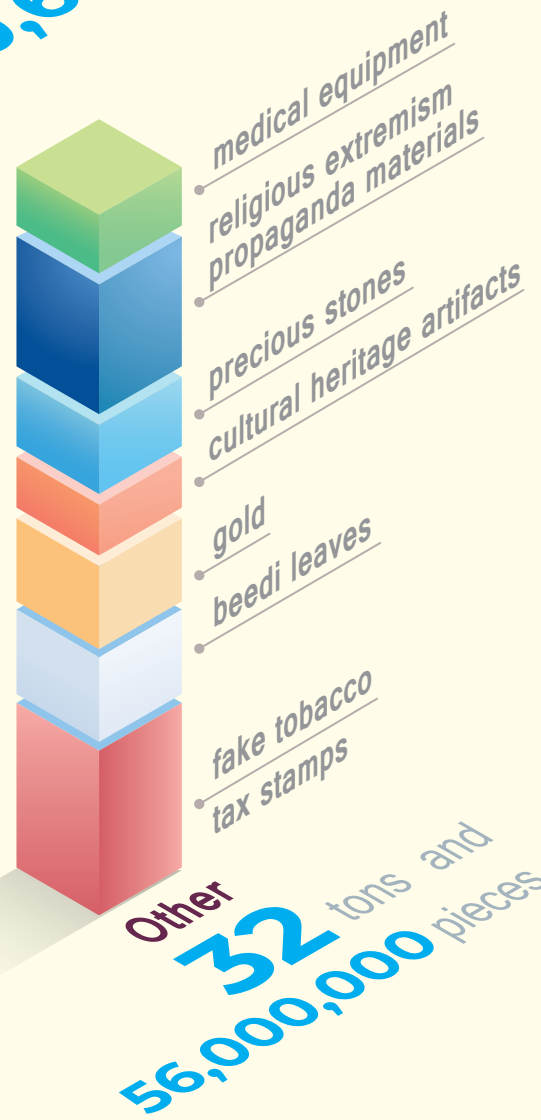 medical equipment
religious extremism
propaganda materials
precious stones
cultural heritage artifacts
gold
beedi leaves
fake tobacco
tax stamps
Other
32 tons and
56,000,000 pieces